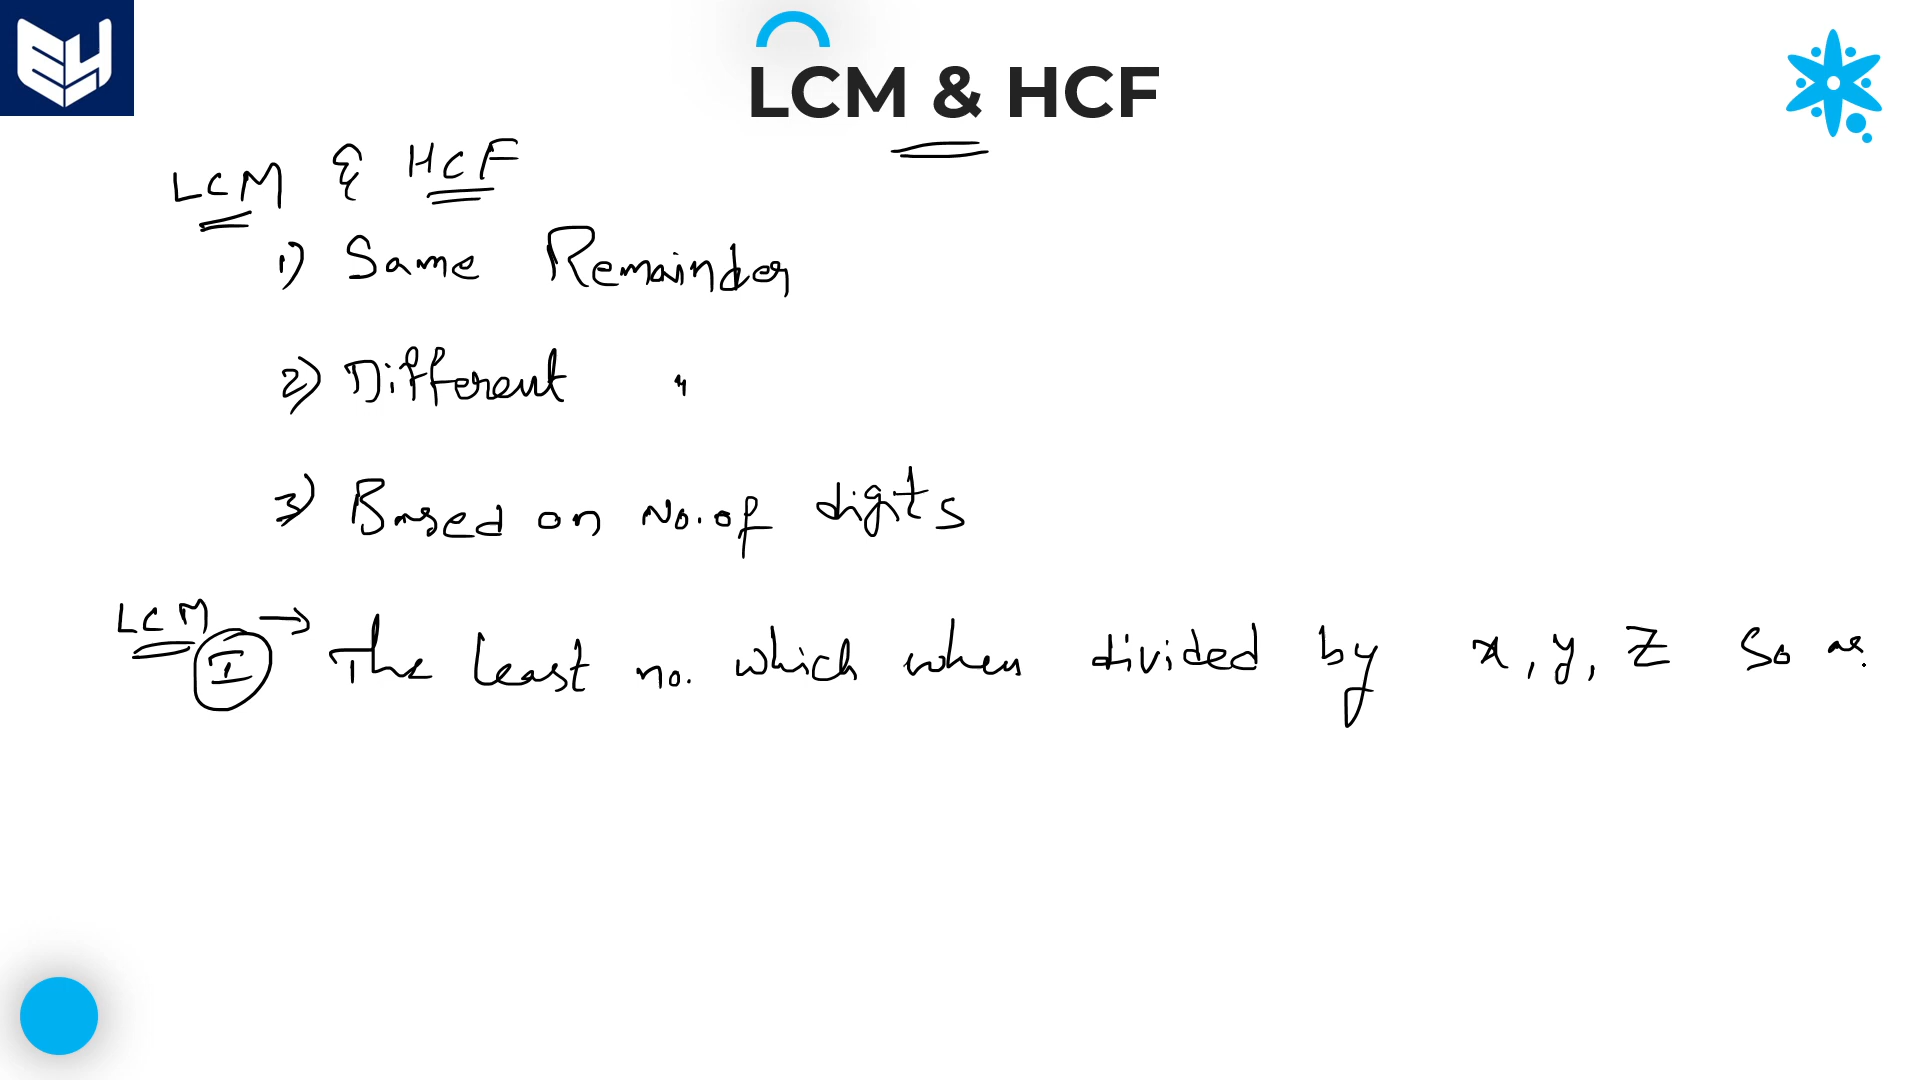 LCM & HCF
LCM & HCF
1) Same Remainder
2) Different "
3) Based on No. of digits
LCM
I → The least no. which when divided by x, y, z so as